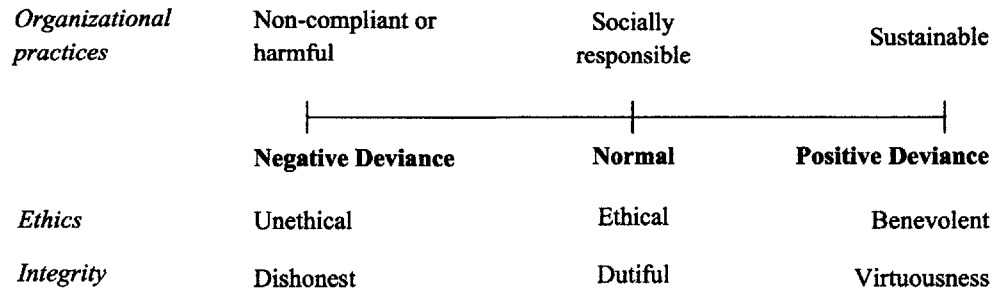 Organizational practices
Non-compliant or harmful
Socially responsible
Sustainable
Negative Deviance
Normal
Positive Deviance
Ethics
Unethical
Ethical
Benevolent
Integrity
Dishonest
Dutiful
Virtuousness